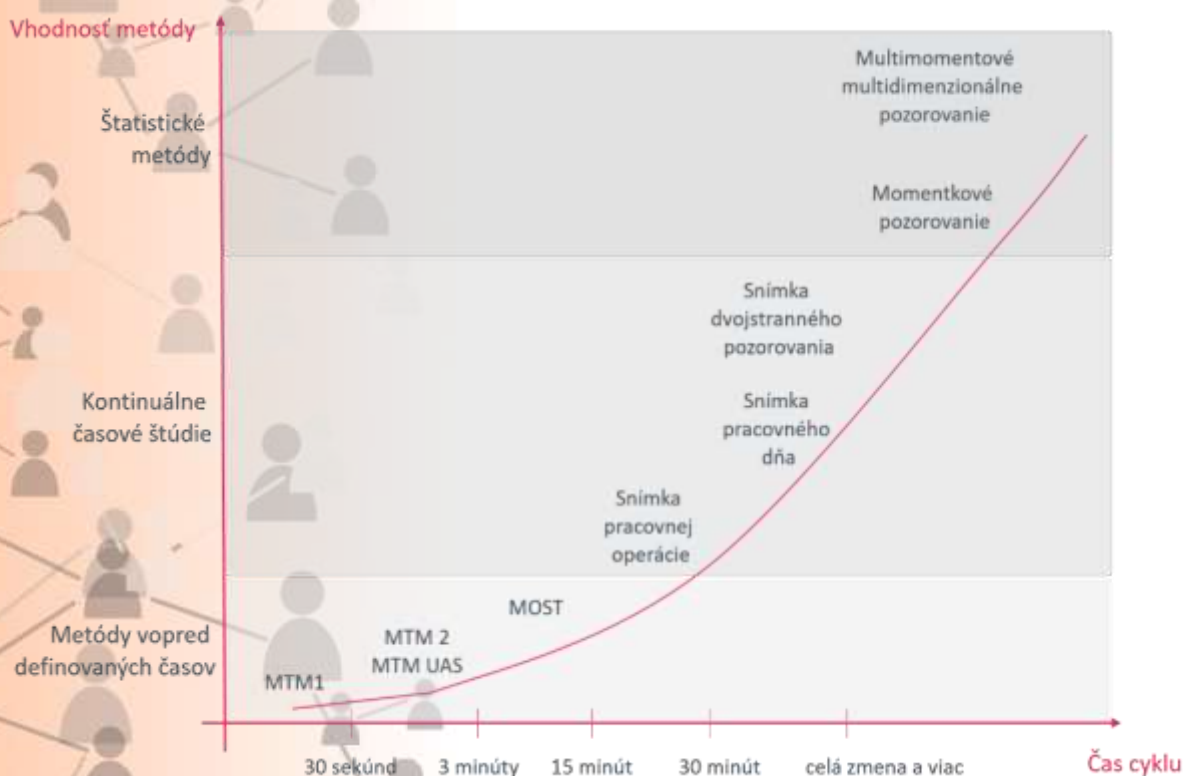 Vhodnosť metódy
Štatistické
metódy
Multimomentové
multidimenzionálne
pozorovanie
Momentkové
pozorovanie
Kontinuálne
časové štúdie
Snímka
dvojstranného
pozorovania
Snímka
pracovného
dňa
Snímka
pracovnej
operácie
Metódy vopred
definovaných časov
MOST
MTM 2
MTM UAS
MTM1
30 sekúnd
3 minúty
15 minút
30 minút
celá zmena a viac
Čas cyklu